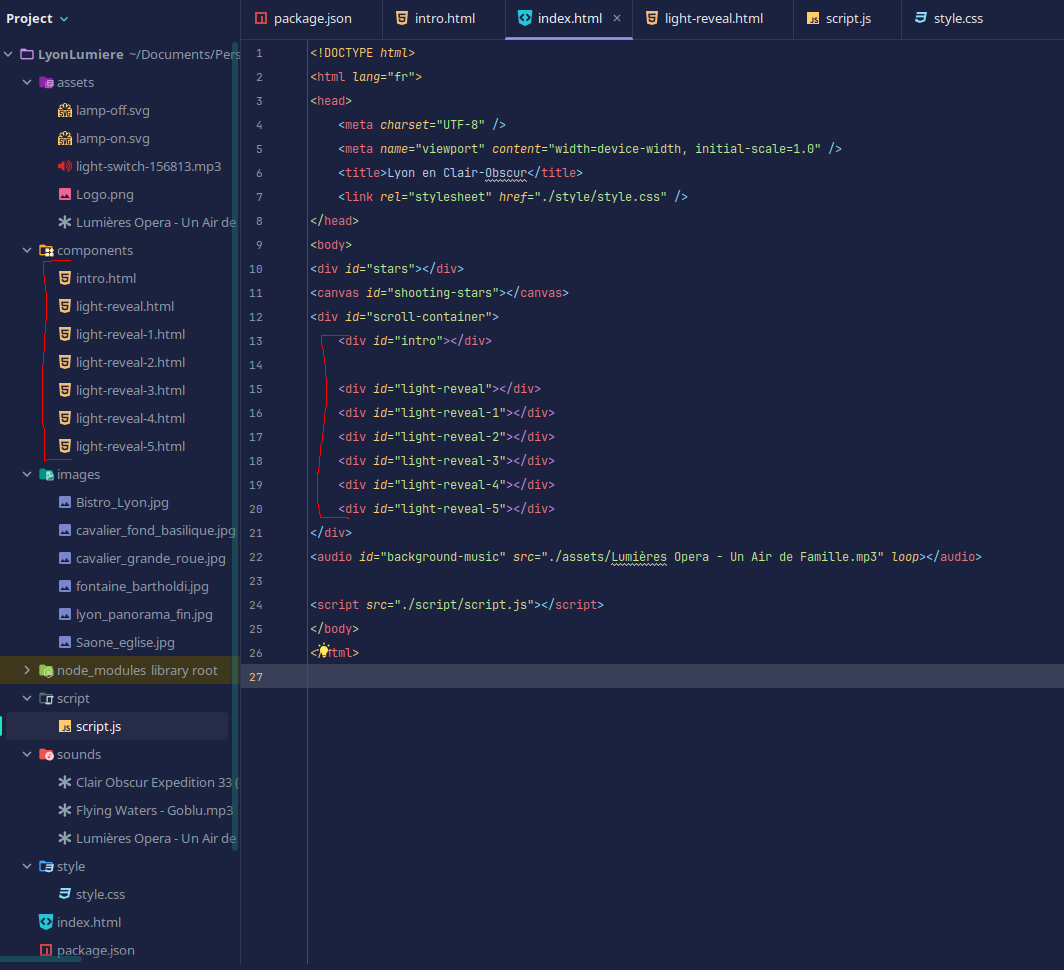 Project
package.json
intro.html
index.html
light-reveal.html
script.js
style.css
LyonLumiere ~/Documents/Pers
assets
lamp-off.svg
lamp-on.svg
light-switch-156813.mp3
Logo.png
Lumières Opera - Un Air de
components
intro.html
light-reveal.html
light-reveal-1.html
light-reveal-2.html
light-reveal-3.html
light-reveal-4.html
light-reveal-5.html
images
Bistro_Lyon.jpg
cavalier_fond_basilique.jpg
cavalier_grande_roue.jpg
fontaine_bartholdi.jpg
lyon_panorama_fin.jpg
Saone_eglise.jpg
node_modules library root
script
script.js
sounds
Clair Obscur Expedition 33 (
Flying Waters - Goblu.mp3
Lumières Opera - Un Air de
style
style.css
index.html
package.json
1 <!DOCTYPE html>
2 <html lang="fr">
3 <head>
4 <meta charset="UTF-8" />
5 <meta name="viewport" content="width=device-width, initial-scale=1.0" />
6 <title>Lyon en Clair-Obscur</title>
7 <link rel="stylesheet" href="./style/style.css" />
8 </head>
9 <body>
10 <div id="stars"></div>
11 <canvas id="shooting-stars"></canvas>
12 <div id="scroll-container">
13 <div id="intro"></div>
14
15 <div id="light-reveal"></div>
16 <div id="light-reveal-1"></div>
17 <div id="light-reveal-2"></div>
18 <div id="light-reveal-3"></div>
19 <div id="light-reveal-4"></div>
20 <div id="light-reveal-5"></div>
21 </div>
22 <audio id="background-music" src="./assets/Lumières Opera - Un Air de Famille.mp3" loop></audio>
23
24 <script src="./script/script.js"></script>
25 </body>
26 </html>
27